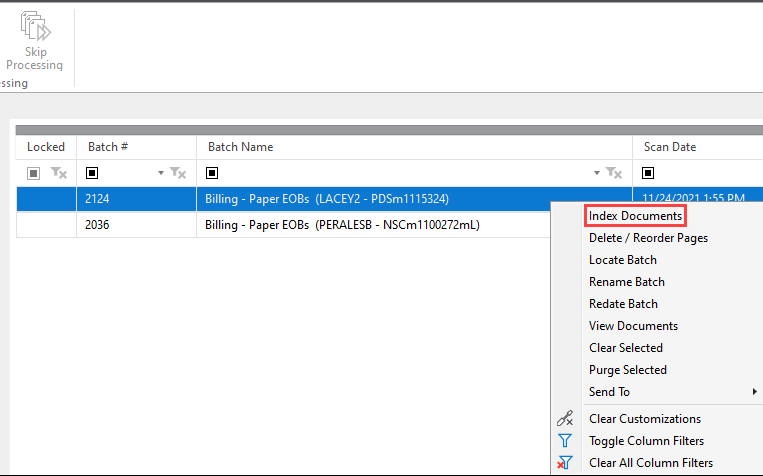 Skip
Processing
essing
Locked Batch # Batch Name Scan Date
2124 Billing - Paper EOBs (LACEY2 - PDSm1115324) 11/24/2021 1:55 PM
2036 Billing - Paper EOBs (PERALESB - NSCm1100272mL)
Index Documents
Delete / Reorder Pages
Locate Batch
Rename Batch
Redate Batch
View Documents
Clear Selected
Purge Selected
Send To
Clear Customizations
Toggle Column Filters
Clear All Column Filters